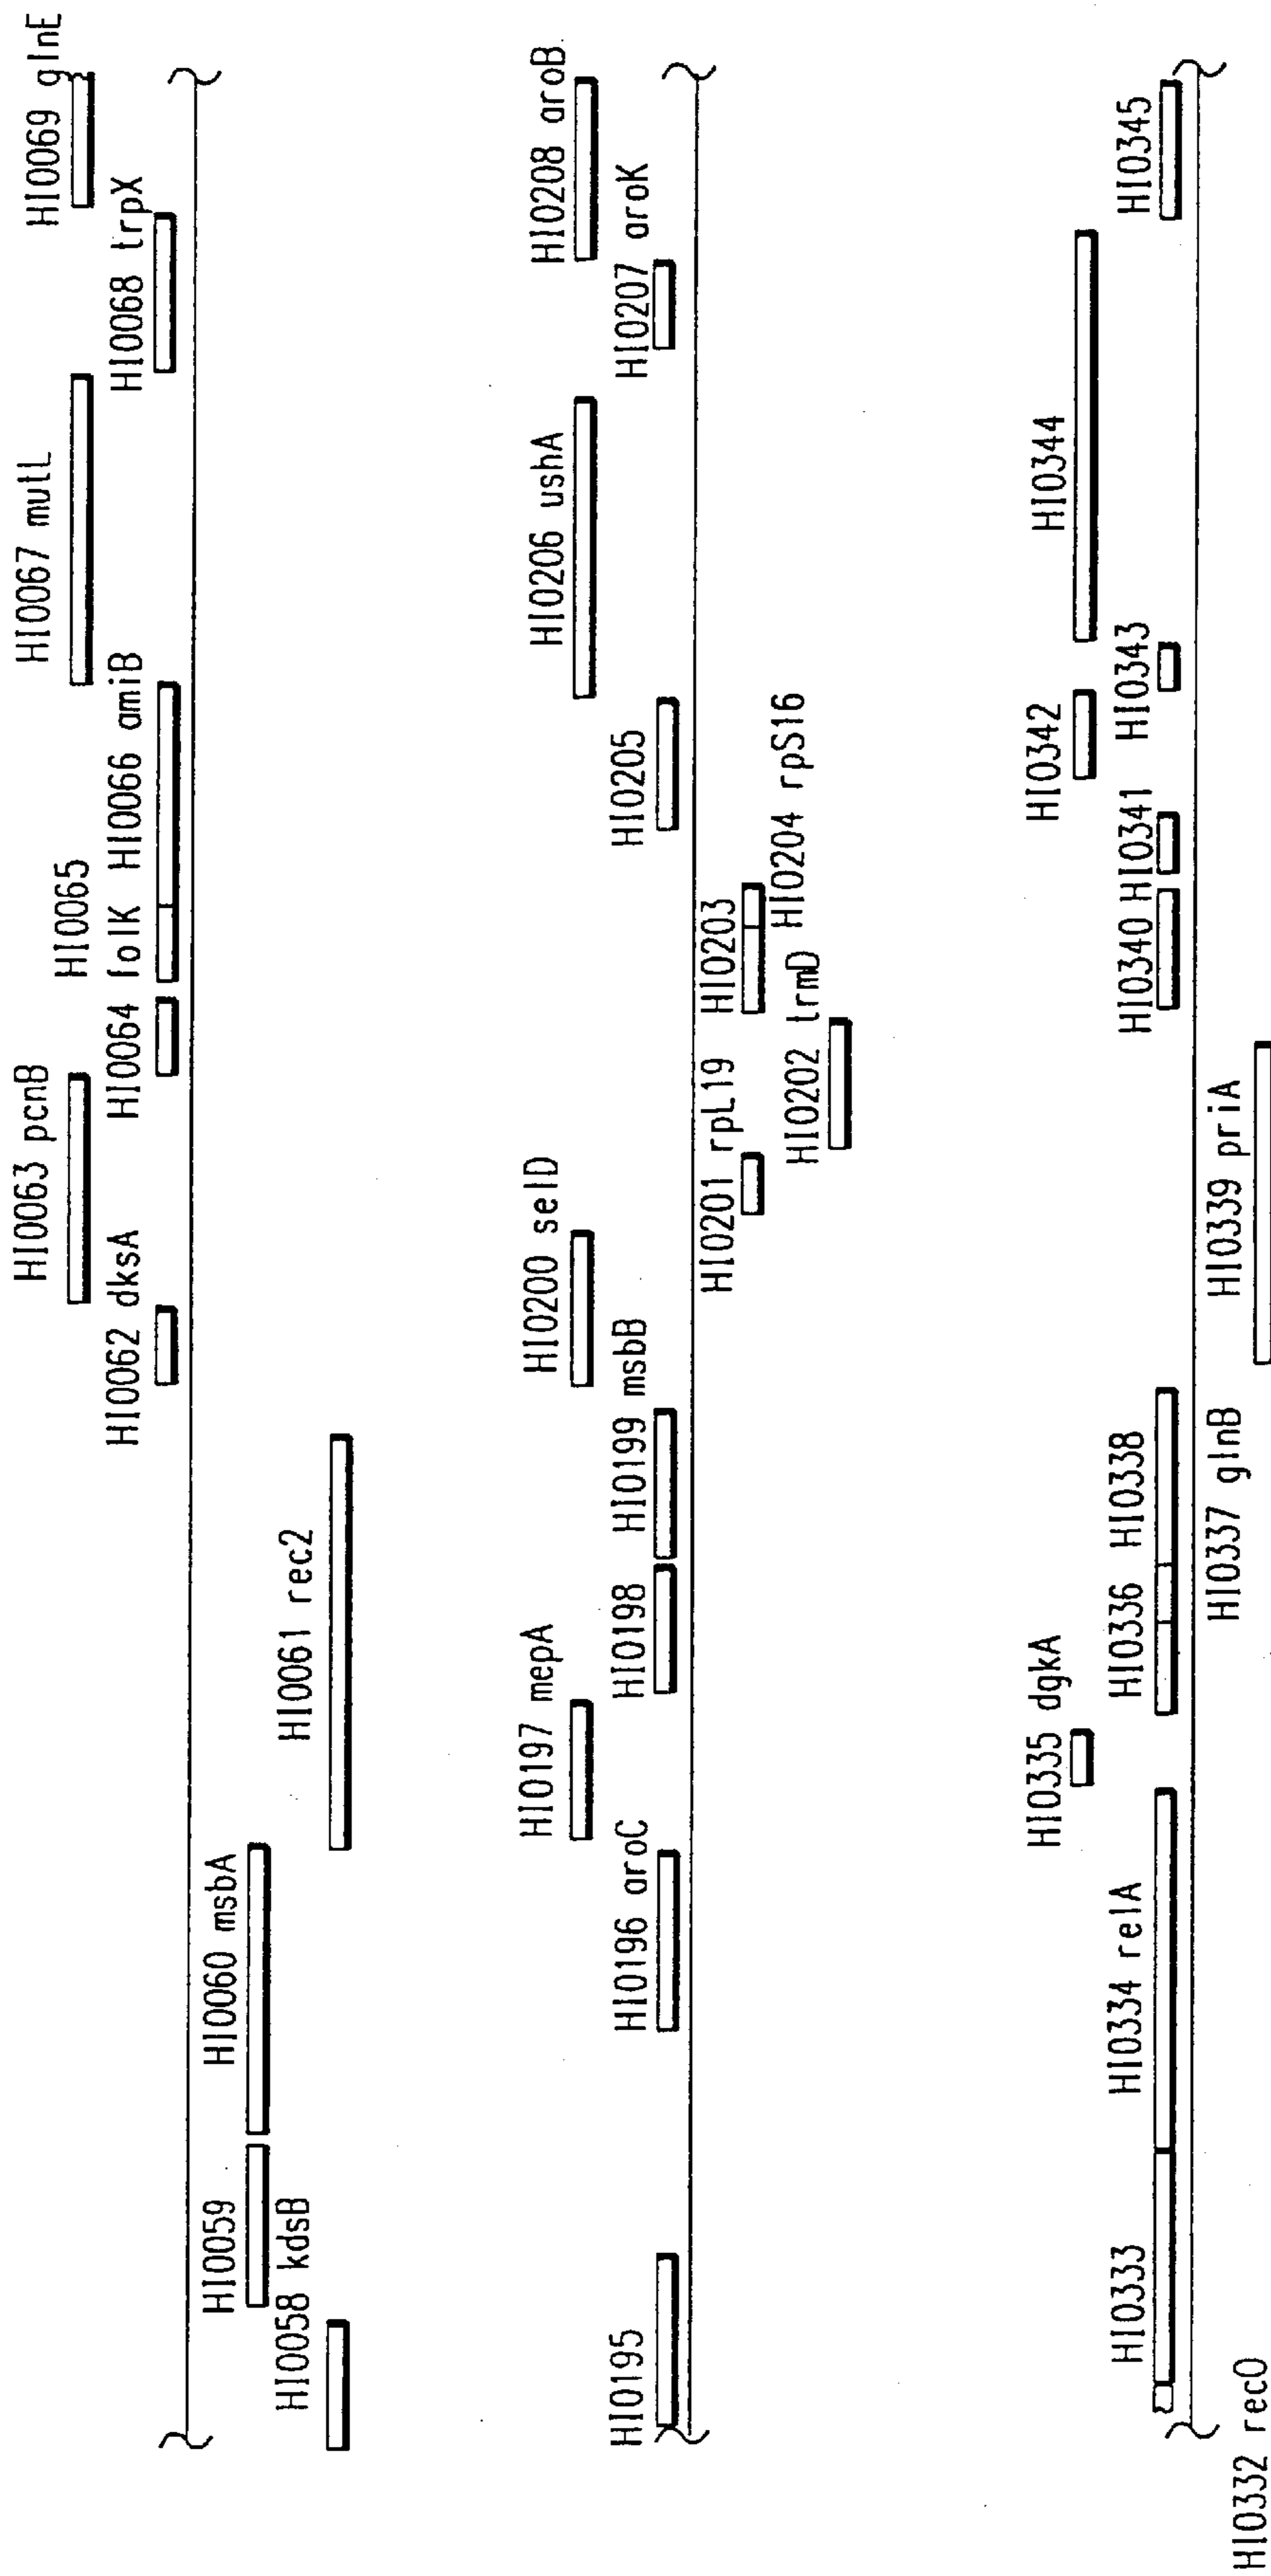 HI0058 kdsB
HI0059
HI0060 msbA
HI0061 rec2
HI0062 dksA
HI0063 pcnB
HI0064
HI0065
folK
HI0066 amiB
HI0067 mutL
HI0068 trpX
HI0069 glnE
HI0195
HI0196 aroC
HI0197 mepA
HI0198
HI0199 msbB
HI0200 selD
HI0201 rpL19
HI0202 trmD
HI0203
HI0204 rpS16
HI0205
HI0206 ushA
HI0207 aroK
HI0208 aroB
HI0332 recO
HI0333
HI0334 relA
HI0335 dgkA
HI0336
HI0337 glnB
HI0338
HI0339 priA
HI0340
HI0341
HI0342
HI0343
HI0344
HI0345